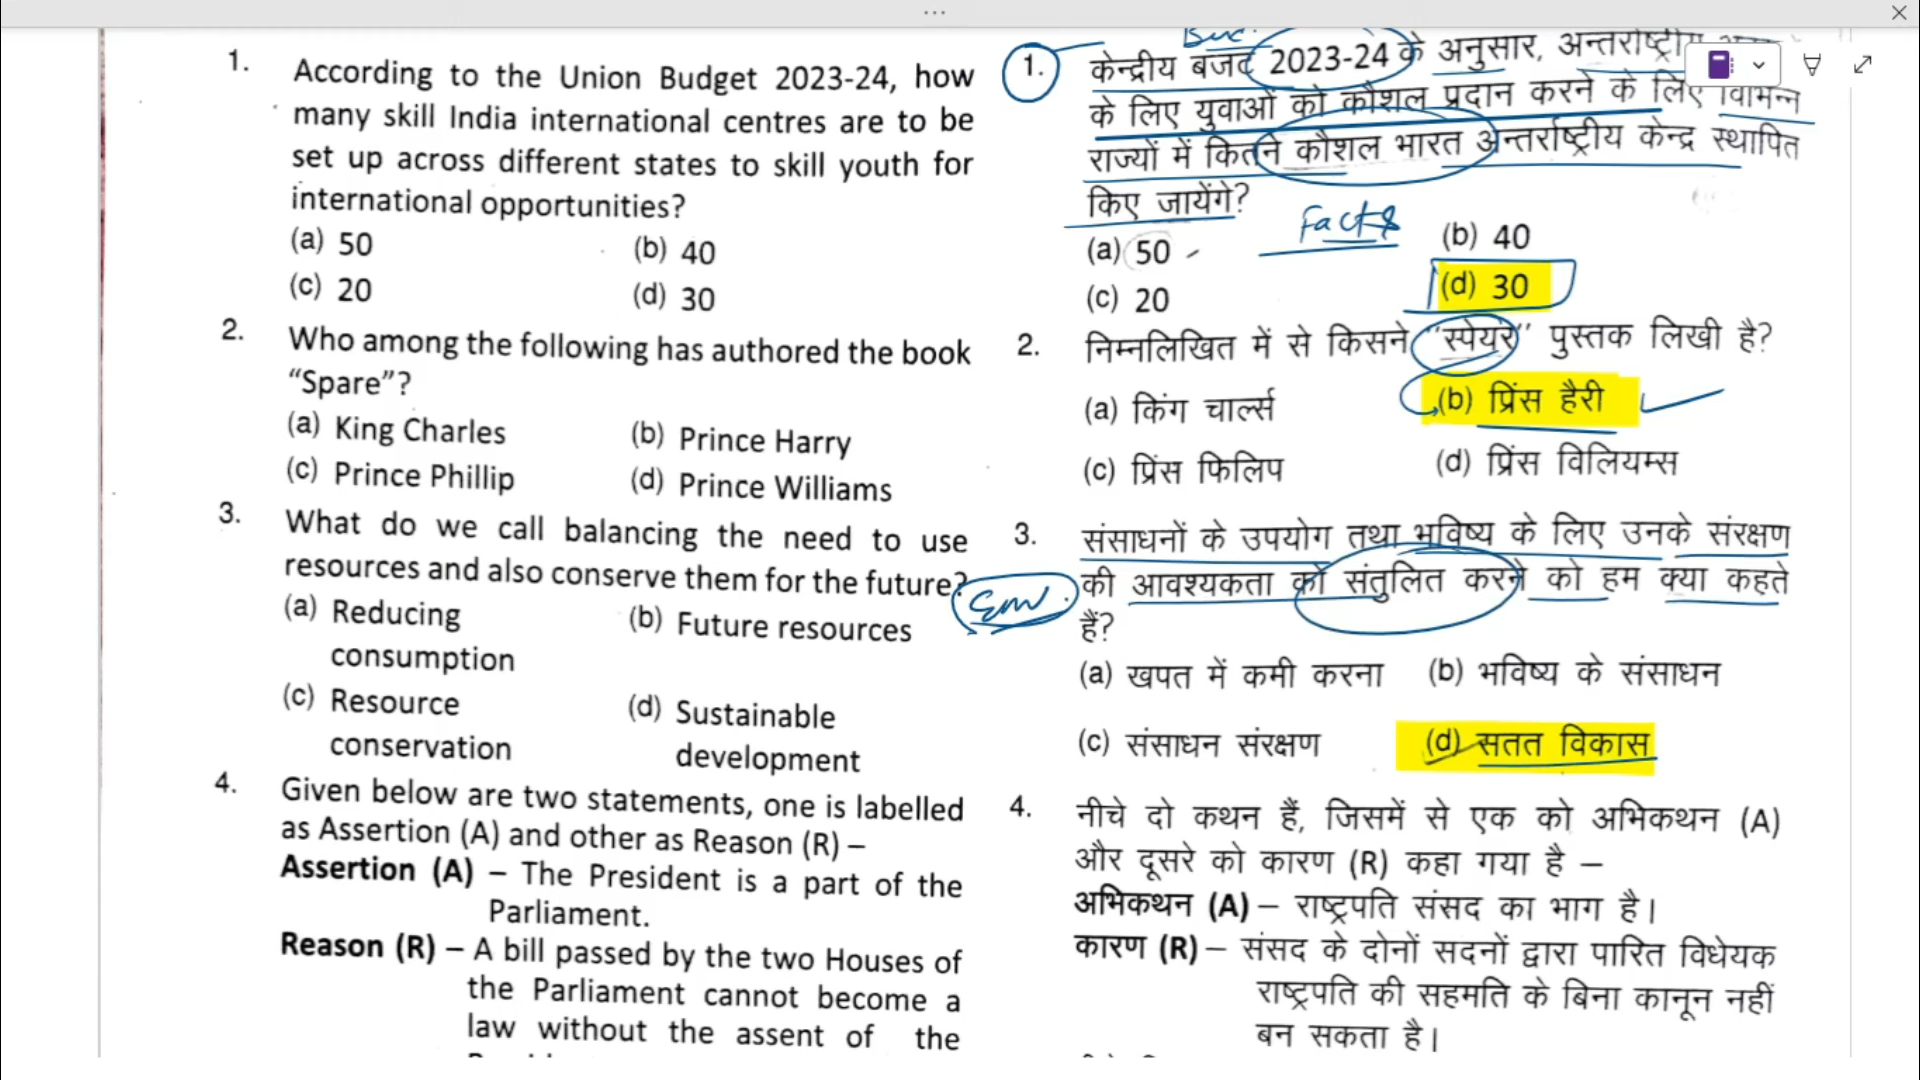 1. According to the Union Budget 2023-24, how
many skill India international centres are to be
set up across different states to skill youth for
international opportunities?
(a) 50 (b) 40
(c) 20 (d) 30
2. Who among the following has authored the book
“Spare”?
(a) King Charles (b) Prince Harry
(c) Prince Phillip (d) Prince Williams
3. What do we call balancing the need to use
resources and also conserve them for the future?
(a) Reducing (b) Future resources
consumption
(c) Resource (d) Sustainable
conservation development
4. Given below are two statements, one is labelled
as Assertion (A) and other as Reason (R) –
Assertion (A) – The President is a part of the
Parliament.
Reason (R) – A bill passed by the two Houses of
the Parliament cannot become a
law without the assent of the
1. केन्द्रीय बजट 2023-24 के अनुसार, अन्तर्राष्ट्रीय
के लिए युवाओं को कौशल प्रदान करने के लिए विभिन्न
राज्यों में कितने कौशल भारत अन्तर्राष्ट्रीय केन्द्र स्थापित
किए जायेंगे?
Facts
(a) 50 (b) 40
(c) 20 (d) 30
2. निम्नलिखित में से किसने “स्पेयर” पुस्तक लिखी है?
(a) किंग चार्ल्स (b) प्रिंस हैरी
(c) प्रिंस फिलिप (d) प्रिंस विलियम्स
3. संसाधनों के उपयोग तथा भविष्य के लिए उनके संरक्षण
की आवश्यकता को संतुलित करने को हम क्या कहते
हैं?
Env.
(a) खपत में कमी करना (b) भविष्य के संसाधन
(c) संसाधन संरक्षण (d) सतत विकास
4. नीचे दो कथन हैं, जिसमें से एक को अभिकथन (A)
और दूसरे को कारण (R) कहा गया है –
अभिकथन (A) – राष्ट्रपति संसद का भाग है।
कारण (R) – संसद के दोनों सदनों द्वारा पारित विधेयक
राष्ट्रपति की सहमति के बिना कानून नहीं
बन सकता है।